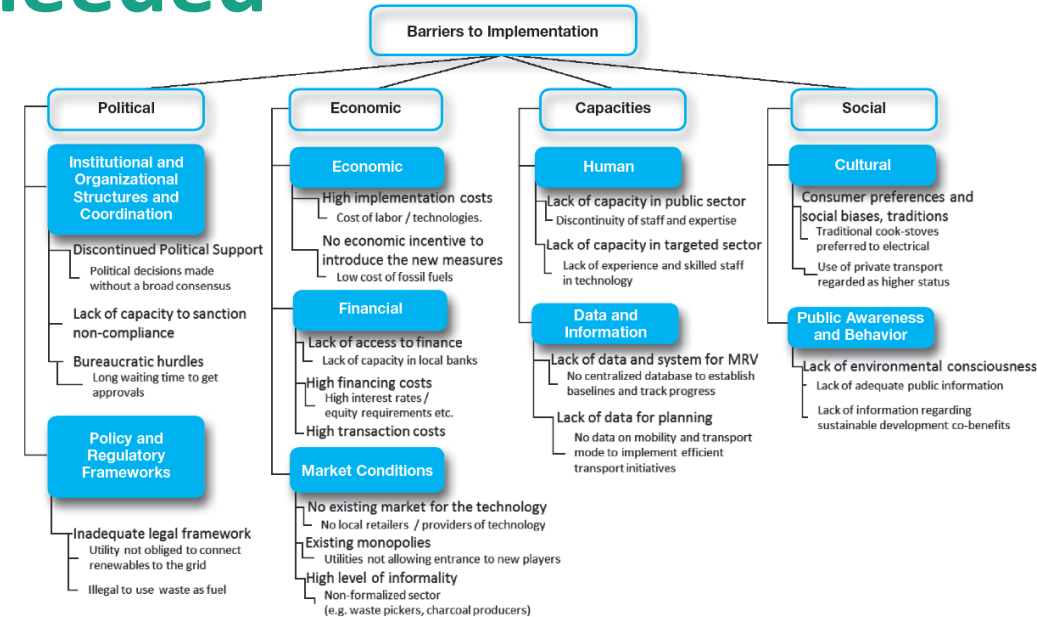 needed
Barriers to Implementation
Political
Economic
Capacities
Social
Institutional and
Organizational
Structures and
Coordination
Discontinued Political Support
Political decisions made
without a broad consensus
Lack of capacity to sanction
non-compliance
Bureaucratic hurdles
Long waiting time to get
approvals
Policy and
Regulatory
Frameworks
Inadequate legal framework
Utility not obliged to connect
renewables to the grid
Illegal to use waste as fuel
Economic
High implementation costs
Cost of labor / technologies.
No economic incentive to
introduce the new measures
Low cost of fossil fuels
Financial
Lack of access to finance
Lack of capacity in local banks
High financing costs
High interest rates /
equity requirements etc.
High transaction costs
Market Conditions
No existing market for the technology
No local retailers / providers of technology
Existing monopolies
Utilities not allowing entrance to new players
High level of informality
Non-formalized sector
(e.g. waste pickers, charcoal producers)
Human
Lack of capacity in public sector
Discontinuity of staff and expertise
Lack of capacity in targeted sector
Lack of experience and skilled staff
in technology
Data and
Information
Lack of data and system for MRV
No centralized database to establish
baselines and track progress
Lack of data for planning
No data on mobility and transport
mode to implement efficient
transport initiatives
Cultural
Consumer preferences and
social biases, traditions
Traditional cook-stoves
preferred to electrical
Use of private transport
regarded as higher status
Public Awareness
and Behavior
Lack of environmental consciousness
Lack of adequate public information
Lack of information regarding
sustainable development co-benefits